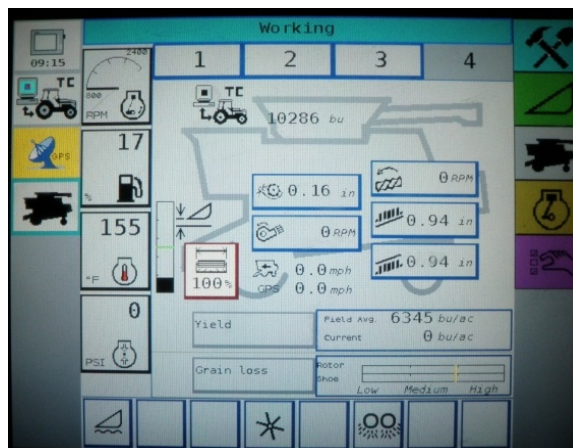 Working
09:15
2400
800
RPM
1 2 3 4
TC
TC
10286 bu
GPS
17
%
0.16 in
0 RPM
155
°F
0 RPM
0.94 in
0.94 in
100%
0.0 mph
GPS 0.0 mph
0
PSI
Yield
Field Avg. 6345 bu/ac
Current 0 bu/ac
Grain loss
Rotor
Shoe
Low Medium High